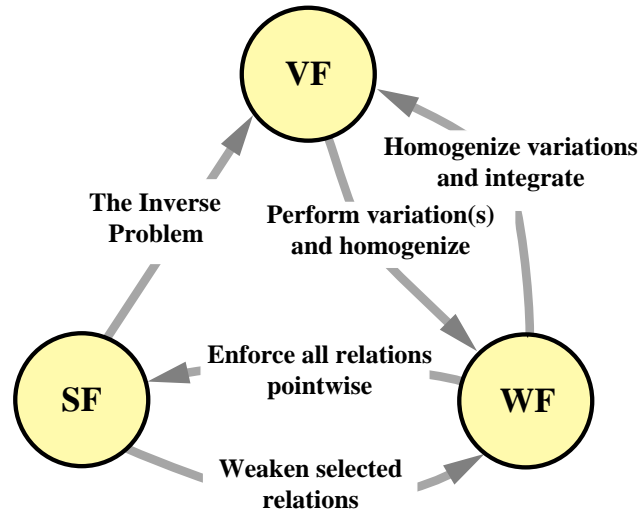 VF
Homogenize variations
and integrate
The Inverse
Problem
Perform variation(s)
and homogenize
Enforce all relations
pointwise
SF
WF
Weaken selected
relations